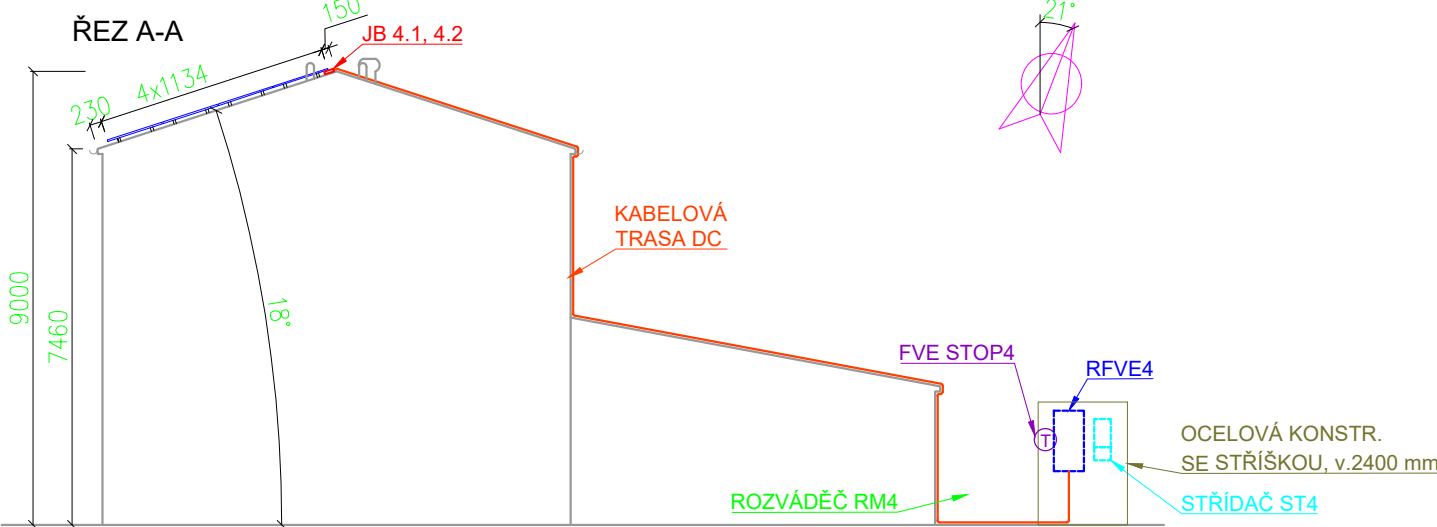 ŘEZ A-A
150
JB 4.1, 4.2
21°
230
4x1134
9000
7460
18°
KABELOVÁ
TRASA DC
FVE STOP4
RFVE4
T
OCELOVÁ KONSTR.
SE STŘÍŠKOU, v.2400 mm
ROZVÁDĚČ RM4
STŘÍDAČ ST4